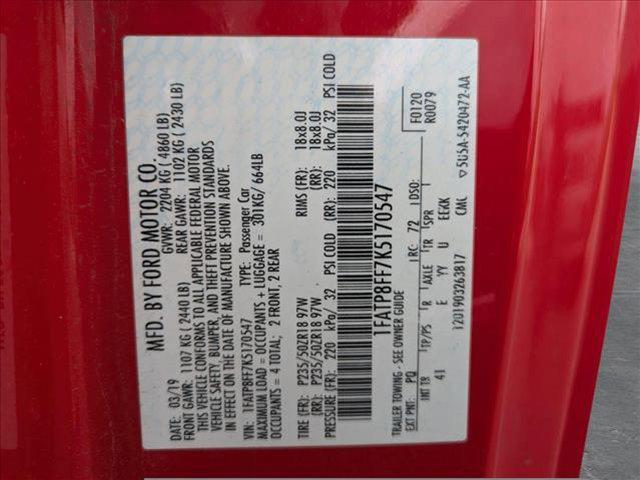 MFD. BY FORD MOTOR CO.
DATE: 03/19 GVWR: 2204 KG ( 4860 LB)
FRONT GAWR: 1107 KG ( 2440 LB) REAR GAWR: 1102 KG ( 2430 LB)
THIS VEHICLE CONFORMS TO ALL APPLICABLE FEDERAL MOTOR
VEHICLE SAFETY, BUMPER, AND THEFT PREVENTION STANDARDS
IN EFFECT ON THE DATE OF MANUFACTURE SHOWN ABOVE.
VIN: 1FATP8FF7K5170547 TYPE: Passenger Car
MAXIMUM LOAD = OCCUPANTS + LUGGAGE = 301KG/ 664LB
OCCUPANTS = 4 TOTAL; 2 FRONT, 2 REAR
TIRE (FR): P235/50ZR18 97W RIMS (FR): 18x8.0J
(RR): P235/50ZR18 97W (RR): 18x8.0J
PRESSURE (FR): 220 kPa/ 32 PSI COLD (RR): 220 kPa/ 32 PSI COLD
1FATP8FF7K5170547
TRAILER TOWING - SEE OWNER GUIDE F0120
EXT PNT: PQ RC: 72 DSO: R0079
INT TR TP/PS R AXLE TR SPR
41 E YY U EEKK
1201903263817 CML 5U5A-5420472-AA